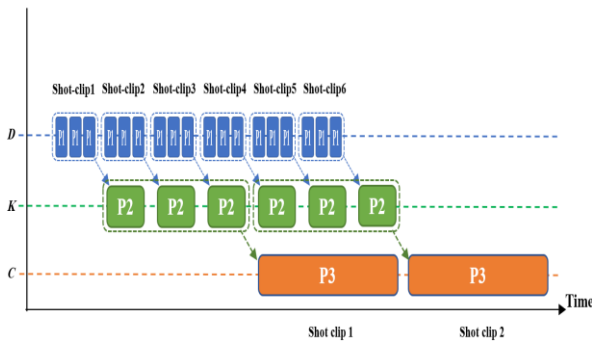 Shot-clip1 Shot-clip2 Shot-clip3 Shot-clip4 Shot-clip5 Shot-clip6
D P1 P1 P1 P1 P1 P1 P1 P1 P1 P1 P1 P1 P1 P1 P1 P1 P1 P1
K P2 P2 P2 P2 P2 P2
C P3 P3
Time
Shot clip 1 Shot clip 2